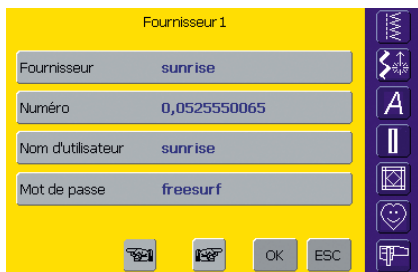 Fournisseur 1
Fournisseur sunrise
Numéro 0,0525550065
Nom d'utilisateur sunrise
Mot de passe freesurf
OK ESC
A